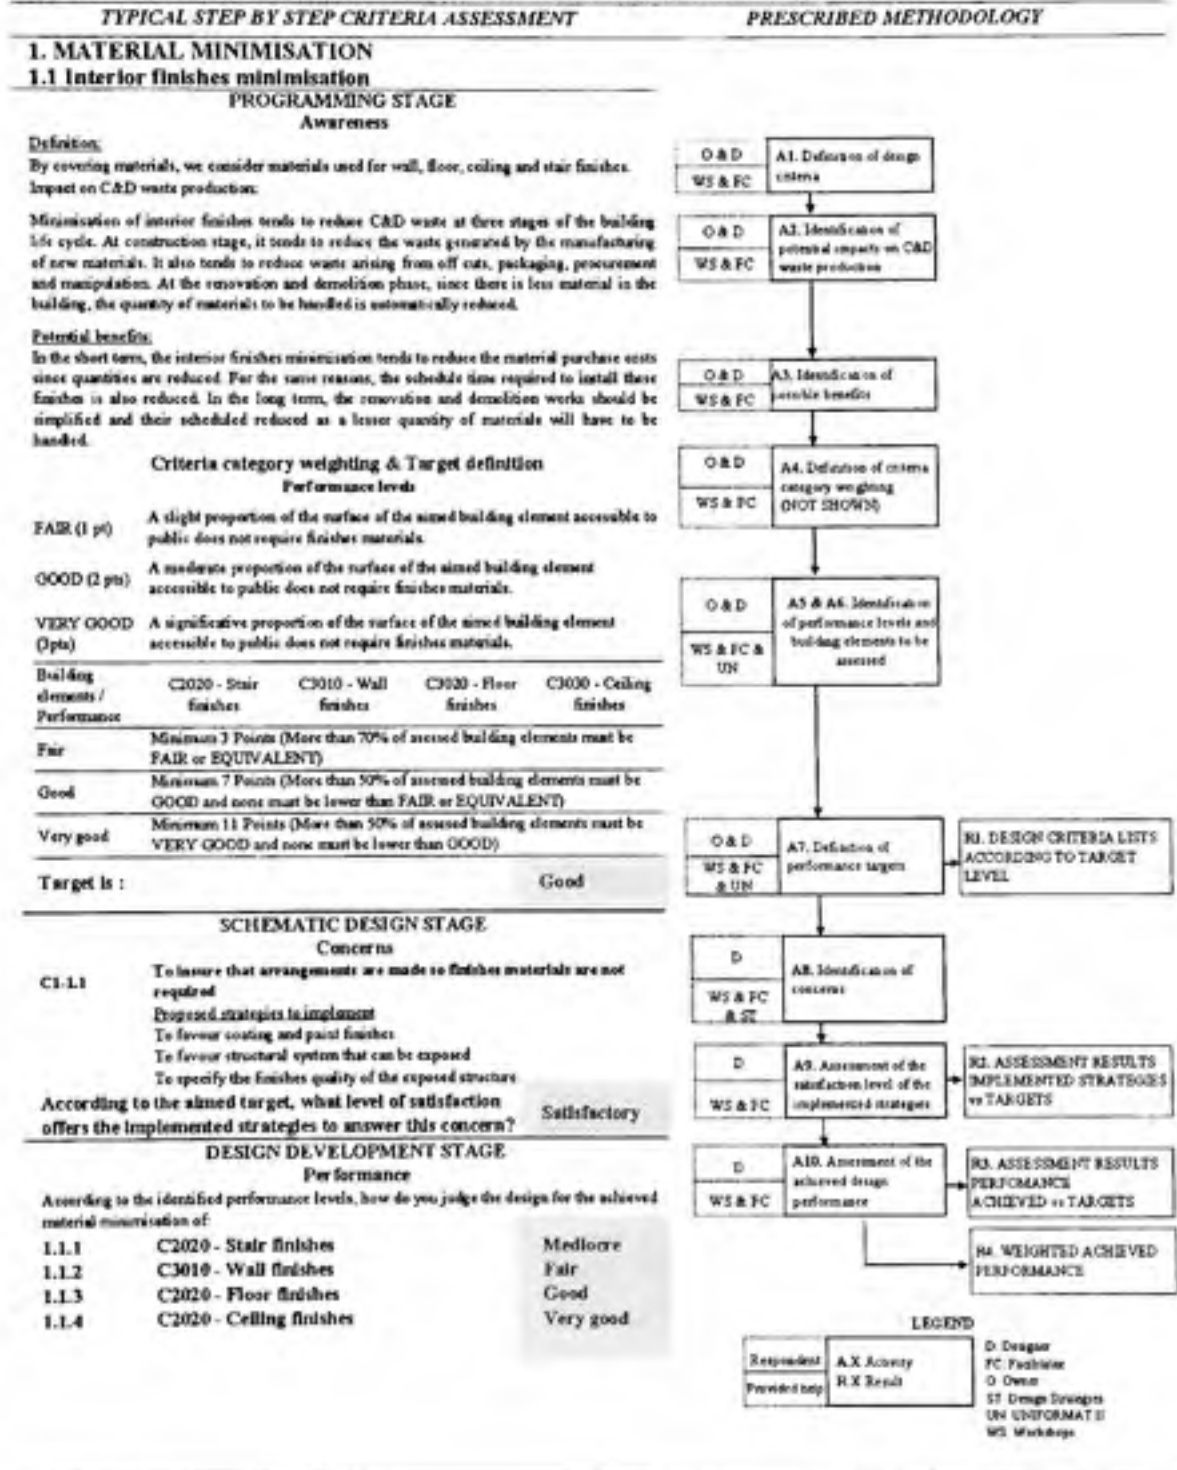 TYPICAL STEP BY STEP CRITERIA ASSESSMENT
PRESCRIBED METHODOLOGY
1. MATERIAL MINIMISATION
1.1 Interior finishes minimisation
PROGRAMMING STAGE
Awareness
Definition:
By covering materials, we consider materials used for wall, floor, ceiling and stair finishes.
Impact on C&D waste production:
Minimisation of interior finishes tends to reduce C&D waste at three stages of the building
life cycle. At construction stage, it tends to reduce the waste generated by the manufacturing
of new materials. It also tends to reduce waste arising from off cuts, packaging, procurement
and manipulation. At the renovation and demolition phase, since there is less material in the
building, the quantity of materials to be handled is automatically reduced.
Potential benefits:
In the short term, the interior finishes minimisation tends to reduce the material purchase costs
since quantities are reduced. For the same reasons, the schedule time required to install these
finishes is also reduced. In the long term, the renovation and demolition works should be
simplified and their scheduled reduced as a lesser quantity of materials will have to be
handled.
Criteria category weighting & Target definition
Performance levels
FAIR (1 pt)
A slight proportion of the surface of the aimed building element accessible to
public does not require finishes materials.
GOOD (2 pts)
A moderate proportion of the surface of the aimed building element
accessible to public does not require finishes materials.
VERY GOOD
(3pts)
A significative proportion of the surface of the aimed building element
accessible to public does not require finishes materials.
Building
elements /
Performance
C2020 - Stair
finishes
C3010 - Wall
finishes
C3020 - Floor
finishes
C3030 - Ceiling
finishes
Fair
Minimum 3 Points (More than 70% of assessed building elements must be
FAIR or EQUIVALENT)
Good
Minimum 7 Points (More than 50% of assessed building elements must be
GOOD and none must be lower than FAIR or EQUIVALENT)
Very good
Minimum 11 Points (More than 50% of assessed building elements must be
VERY GOOD and none must be lower than GOOD)
Target is :
Good
SCHEMATIC DESIGN STAGE
Concerns
C1-1.1
To insure that arrangements are made so finishes materials are not
required
Proposed strategies to implement
To favour coating and paint finishes
To favour structural system that can be exposed
To specify the finishes quality of the exposed structure
According to the aimed target, what level of satisfaction
offers the implemented strategies to answer this concern?
Satisfactory
DESIGN DEVELOPMENT STAGE
Performance
According to the identified performance levels, how do you judge the design for the achieved
material minimisation of:
1.1.1 C2020 - Stair finishes Mediocre
1.1.2 C3010 - Wall finishes Fair
1.1.3 C2020 - Floor finishes Good
1.1.4 C2020 - Ceiling finishes Very good
O & D
WS & FC
A1. Definition of design
criteria
O & D
WS & FC
A2. Identification of
potential impacts on C&D
waste production
O & D
WS & FC
A3. Identification of
possible benefits
O & D
WS & FC
A4. Definition of criteria
category weighting
(NOT SHOWN)
O & D
WS & FC &
UN
A5 & A6. Identification
of performance levels and
building elements to be
assessed
O & D
WS & FC
& UN
A7. Definition of
performance targets
R1. DESIGN CRITERIA LISTS
ACCORDING TO TARGET
LEVEL
D
WS & FC
& ST
A8. Identification of
concerns
D
WS & FC
A9. Assessment of the
satisfaction level of the
implemented strategies
R2. ASSESSMENT RESULTS
IMPLEMENTED STRATEGIES
vs TARGETS
D
WS & FC
A10. Assessment of the
achieved design
performance
R3. ASSESSMENT RESULTS
PERFOMANCE
ACHIEVED vs TARGETS
R4. WEIGHTED ACHIEVED
PERFORMANCE
LEGEND
Respondent
Provided help
A.X Activity
R.X Result
D: Designer
FC: Facilitator
O: Owner
ST: Design Strategies
UN: UNIFORMAT II
WS: Workshops